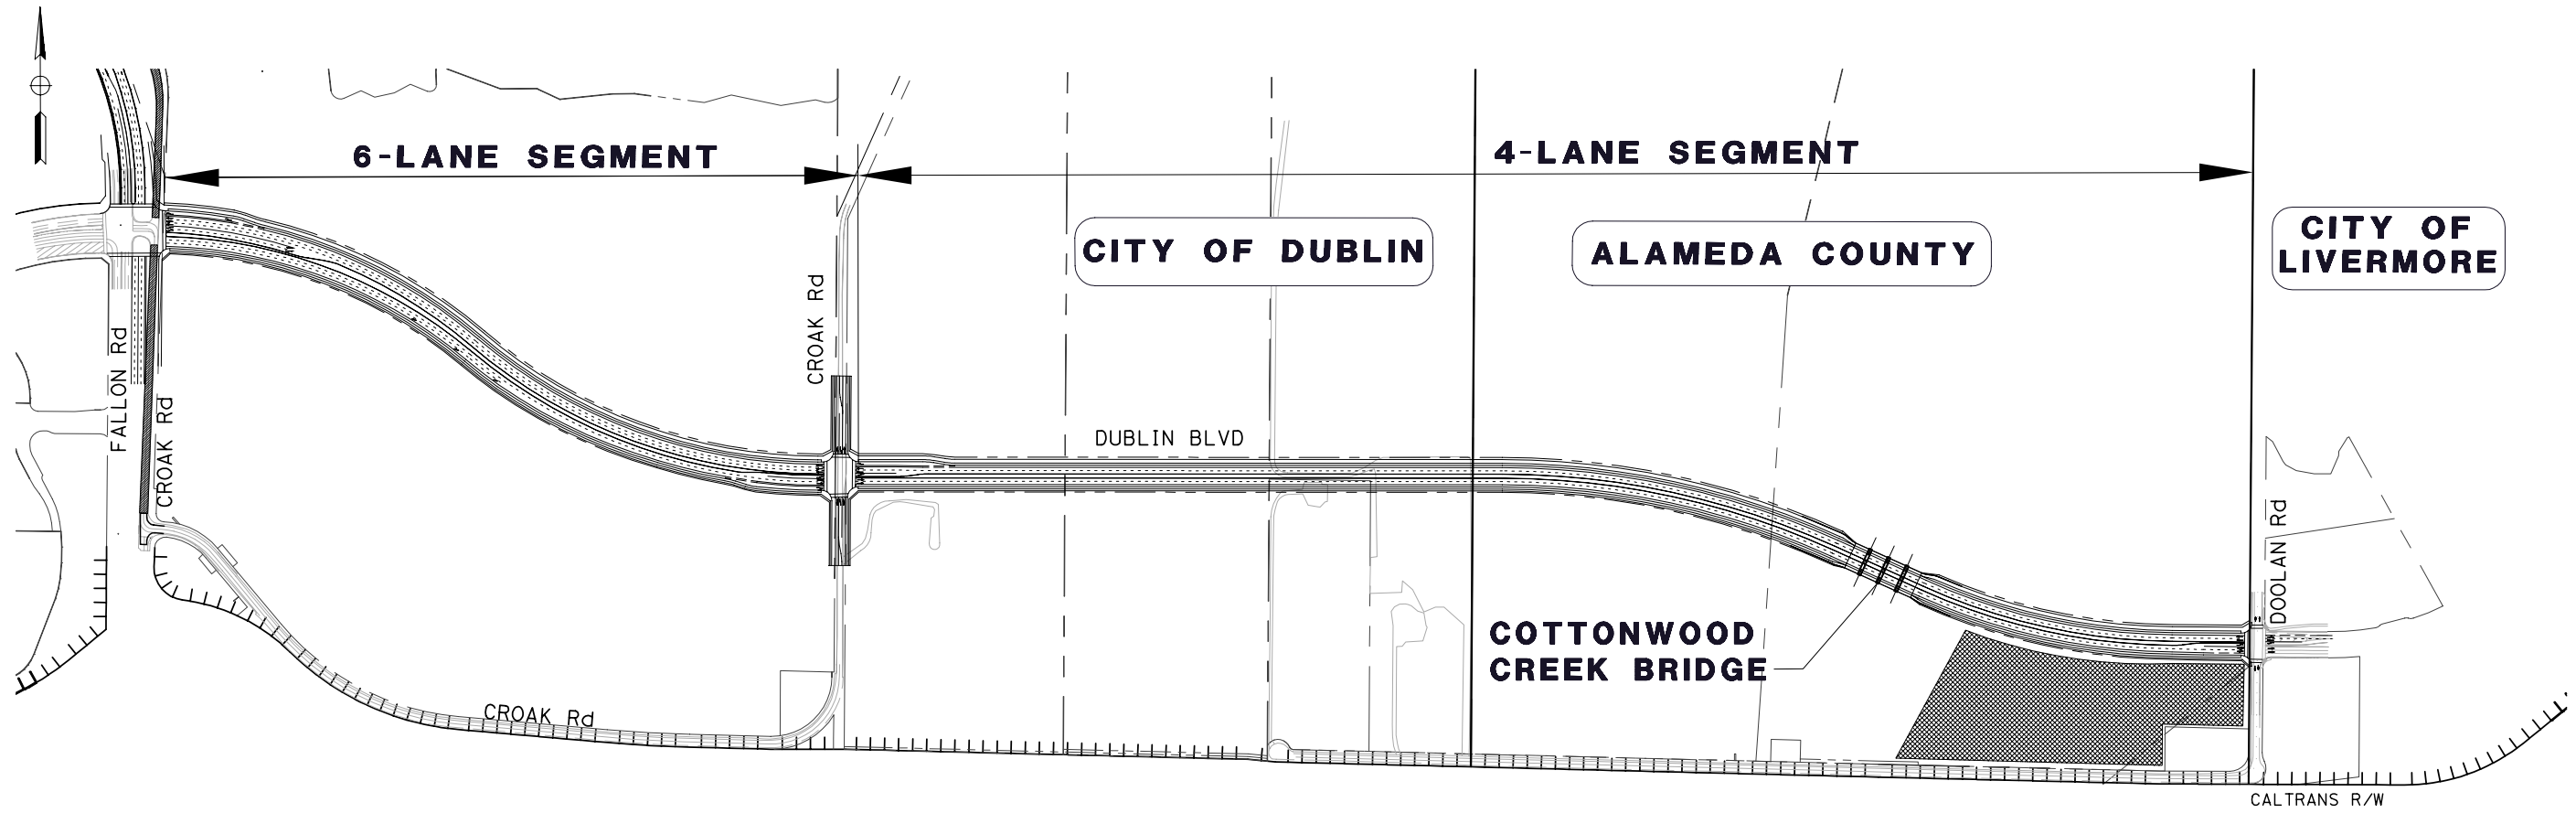 6-LANE SEGMENT
4-LANE SEGMENT
CITY OF DUBLIN
ALAMEDA COUNTY
CITY OF
LIVERMORE
FALLON Rd
CROAK Rd
CROAK Rd
DUBLIN BLVD
DOOLAN Rd
COTTONWOOD
CREEK BRIDGE
CROAK Rd
CALTRANS R/W